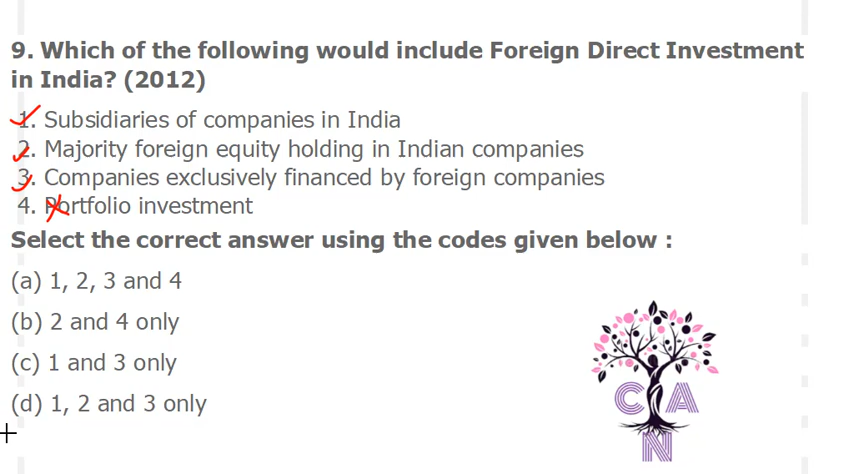 9. Which of the following would include Foreign Direct Investment
in India? (2012)
1. Subsidiaries of companies in India
2. Majority foreign equity holding in Indian companies
3. Companies exclusively financed by foreign companies
4. Portfolio investment
Select the correct answer using the codes given below :
(a) 1, 2, 3 and 4
(b) 2 and 4 only
(c) 1 and 3 only
(d) 1, 2 and 3 only
C A
N